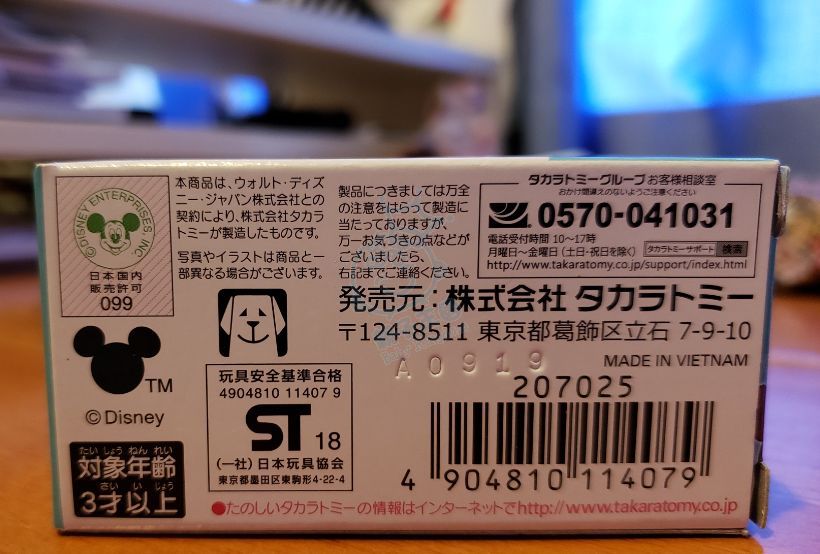 ©DISNEY ENTERPRISES, INC.
日本国内
販売許可
099
本商品は、ウォルト・ディズ
ニー・ジャパン株式会社との
契約により、株式会社タカラ
トミーが製造したものです。
写真やイラストは商品と一
部異なる場合がございます。
製品につきましては万全
の注意をはらって製造に
当たっておりますが、
万一お気づきの点などが
ございましたら、
右記までご連絡ください。
タカラトミーグループお客様相談室
おかけ間違えのないようご注意ください
0570-041031
電話受付時間 10〜17時
月曜日〜金曜日(土日・祝日を除く)
タカラトミーサポート 検索
http://www.takaratomy.co.jp/support/index.html
発売元:株式会社 タカラトミー
〒124-8511 東京都葛飾区立石 7-9-10
A0919
MADE IN VIETNAM
207025
4 904810 114079
TM
©Disney
たいしょうねんれい
対象年齢
さいいじょう
3才以上
玩具安全基準合格
4904810 11407 9
ST 18
(一社)日本玩具協会
東京都墨田区東駒形4-22-4
●たのしいタカラトミーの情報はインターネットでhttp://www.takaratomy.co.jp